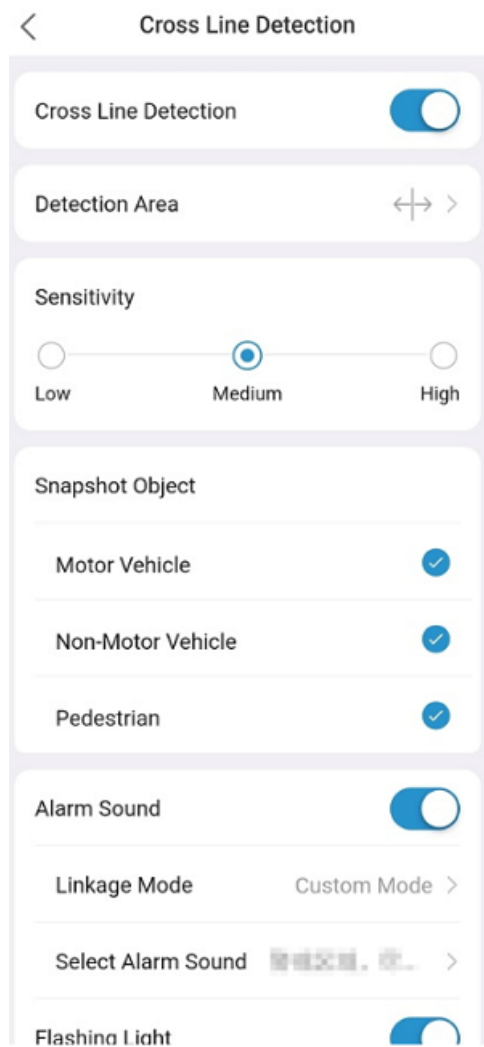 Cross Line Detection
Cross Line Detection
Detection Area
Sensitivity
Low Medium High
Snapshot Object
Motor Vehicle
Non-Motor Vehicle
Pedestrian
Alarm Sound
Linkage Mode Custom Mode
Select Alarm Sound
Flashing Light